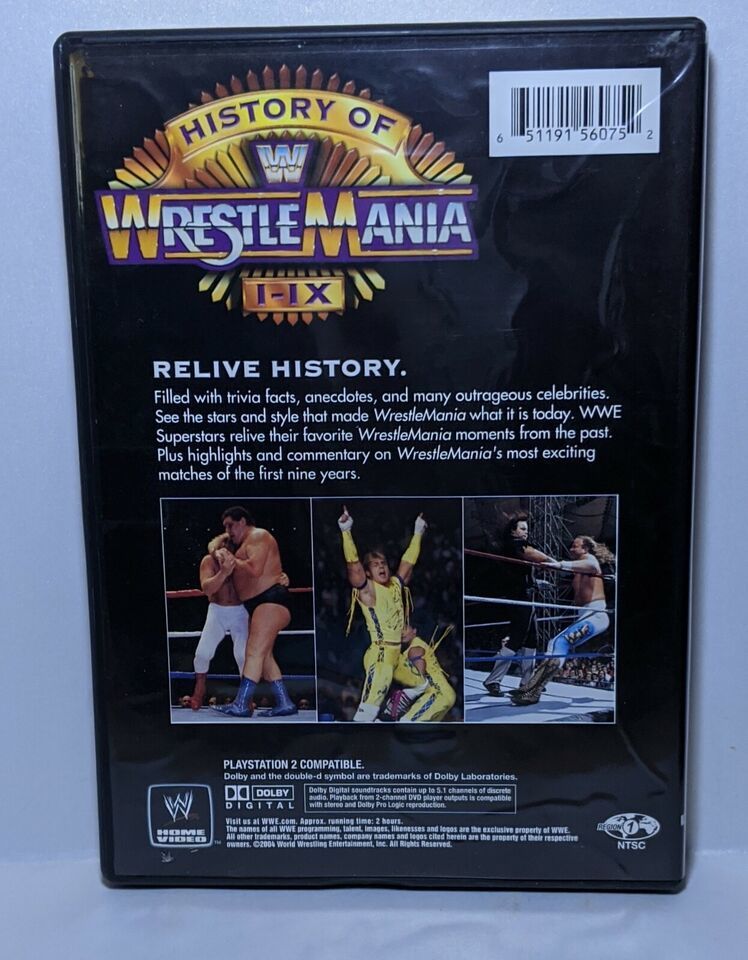 HISTORY OF
W
WRESTLEMANIA
I-IX
6 51191 56075 2
RELIVE HISTORY.
Filled with trivia facts, anecdotes, and many outrageous celebrities.
See the stars and style that made WrestleMania what it is today. WWE
Superstars relive their favorite WrestleMania moments from the past.
Plus highlights and commentary on WrestleMania's most exciting
matches of the first nine years.
PLAYSTATION 2 COMPATIBLE.
Dolby and the double-d symbol are trademarks of Dolby Laboratories.
DOLBY
DIGITAL
Dolby Digital soundtracks contain up to 5.1 channels of discrete
audio. Playback from 2-channel DVD player outputs is compatible
with stereo and Dolby Pro Logic reproduction.
W
HOME
VIDEO
TM
Visit us at WWE.com. Approx. running time: 2 hours.
The names of all WWE programming, talent, images, likenesses and logos are the exclusive property of WWE.
All other trademarks, product names, company names and logos cited herein are the property of their respective
owners. ©2004 World Wrestling Entertainment, Inc. All Rights Reserved.
REGION 1
NTSC